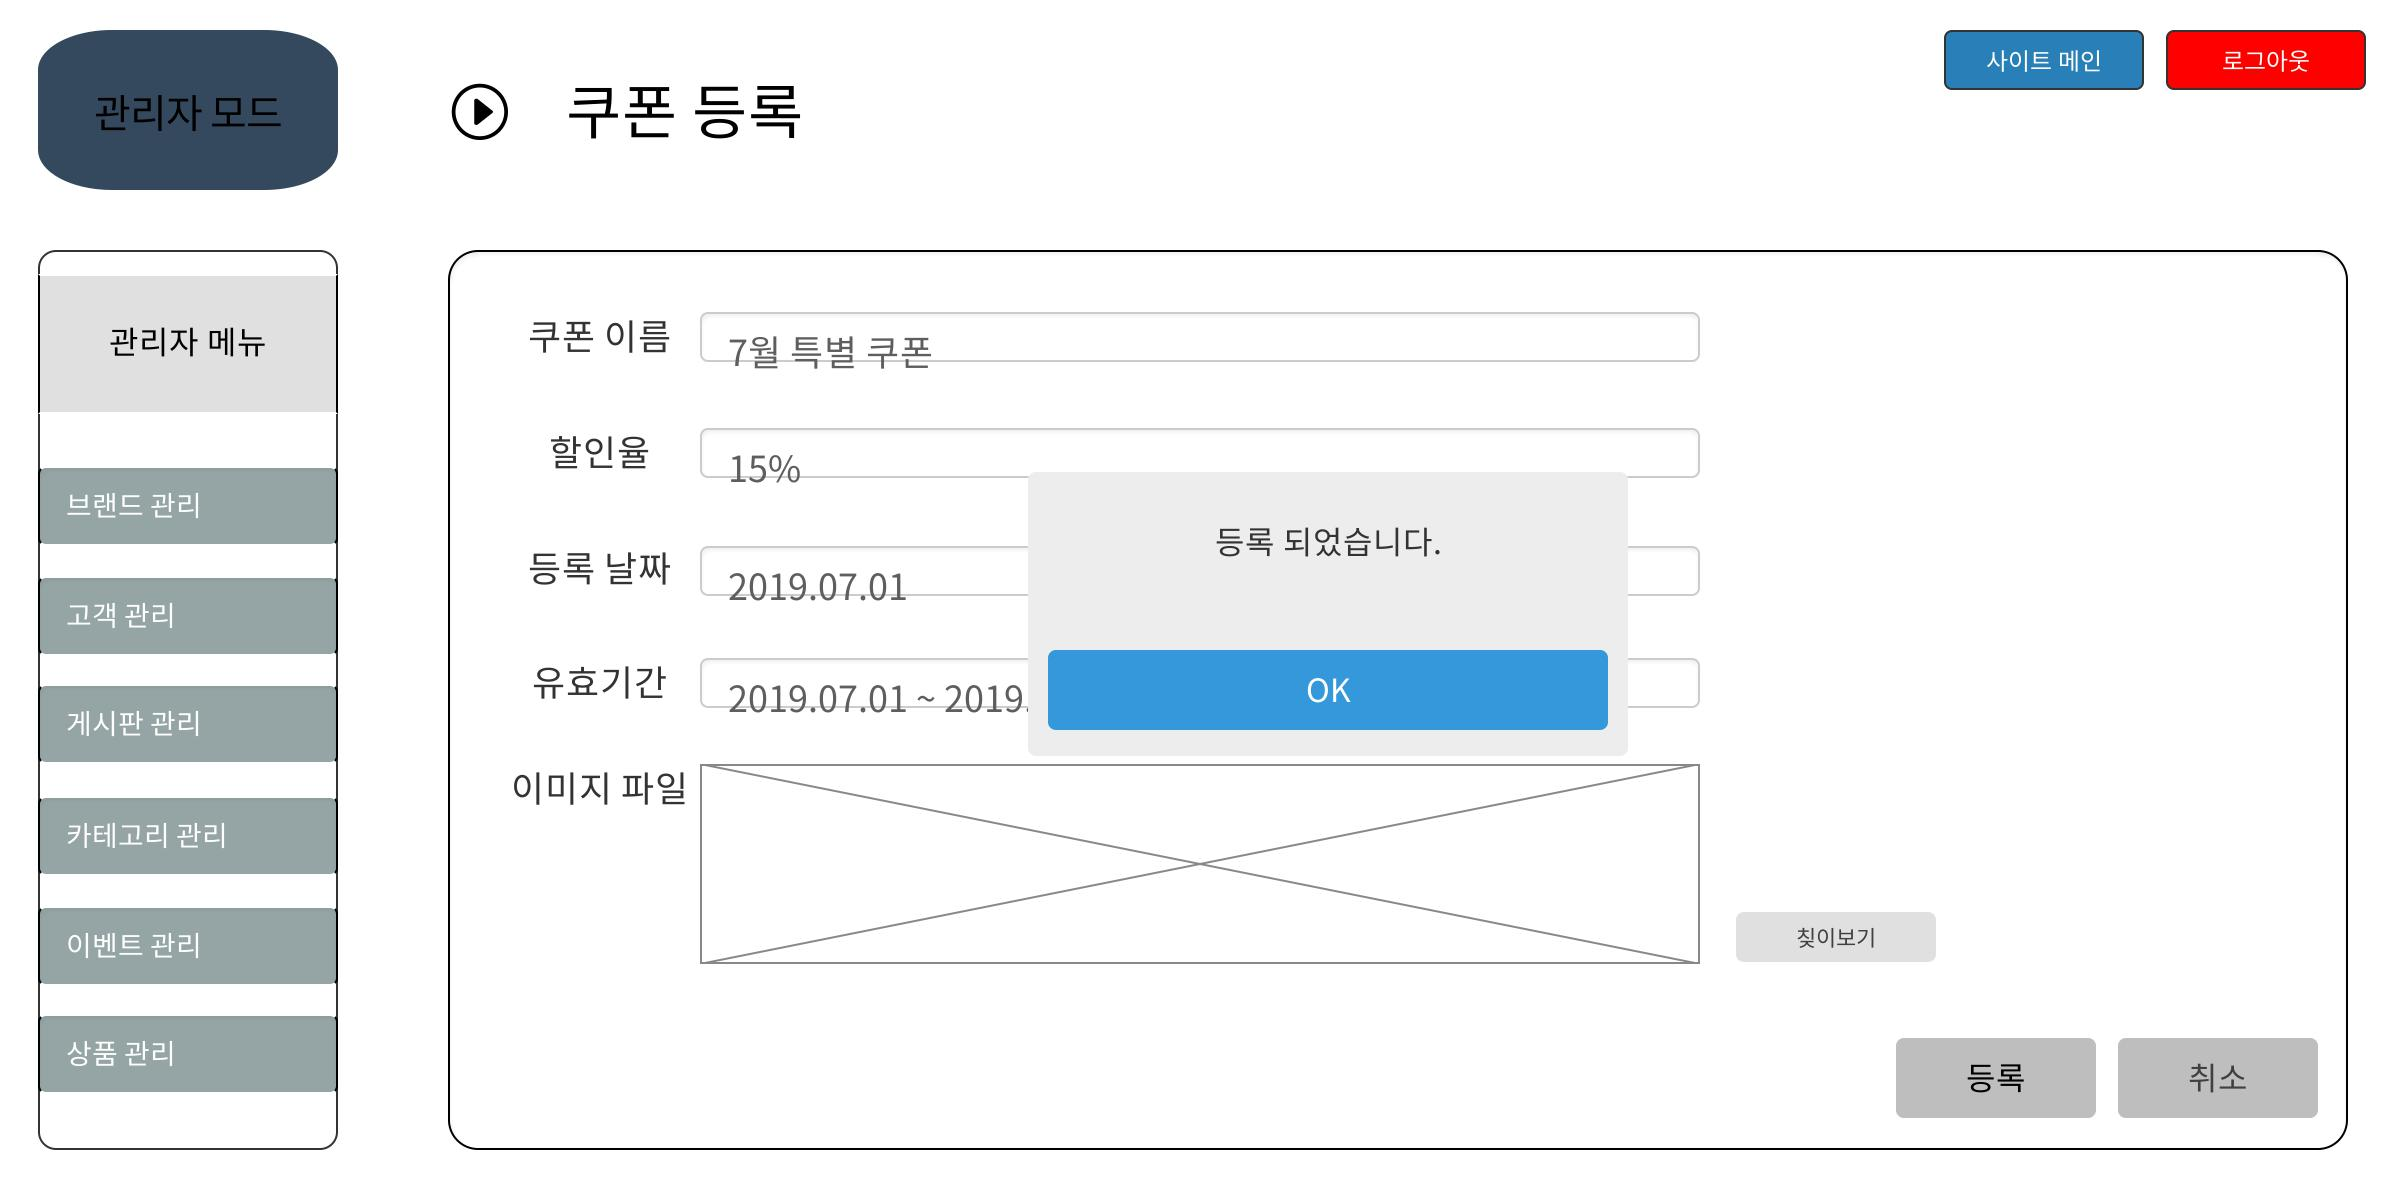 관리자 모드
쿠폰 등록
사이트 메인
로그아웃
관리자 메뉴
브랜드 관리
고객 관리
게시판 관리
카테고리 관리
이벤트 관리
상품 관리
쿠폰 이름
7월 특별 쿠폰
할인율
15%
등록 날짜
2019.07.01
유효기간
2019.07.01 ~ 2019.
등록 되었습니다.
OK
이미지 파일
칮이보기
등록
취소